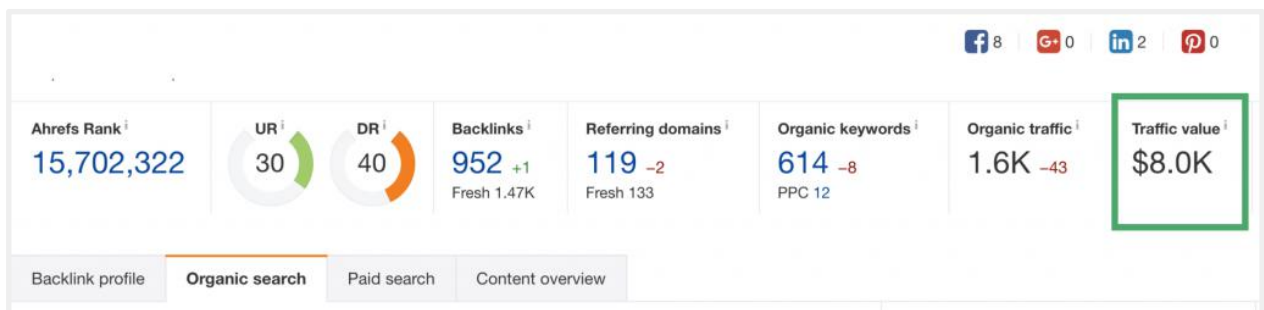 8 G+ 0 in 2 0
Ahrefs Rank i UR i DR i Backlinks i Referring domains i Organic keywords i Organic traffic i Traffic value i
15,702,322 30 40 952 +1 119 −2 614 −8 1.6K −43 $8.0K
Fresh 1.47K Fresh 133 PPC 12
Backlink profile Organic search Paid search Content overview